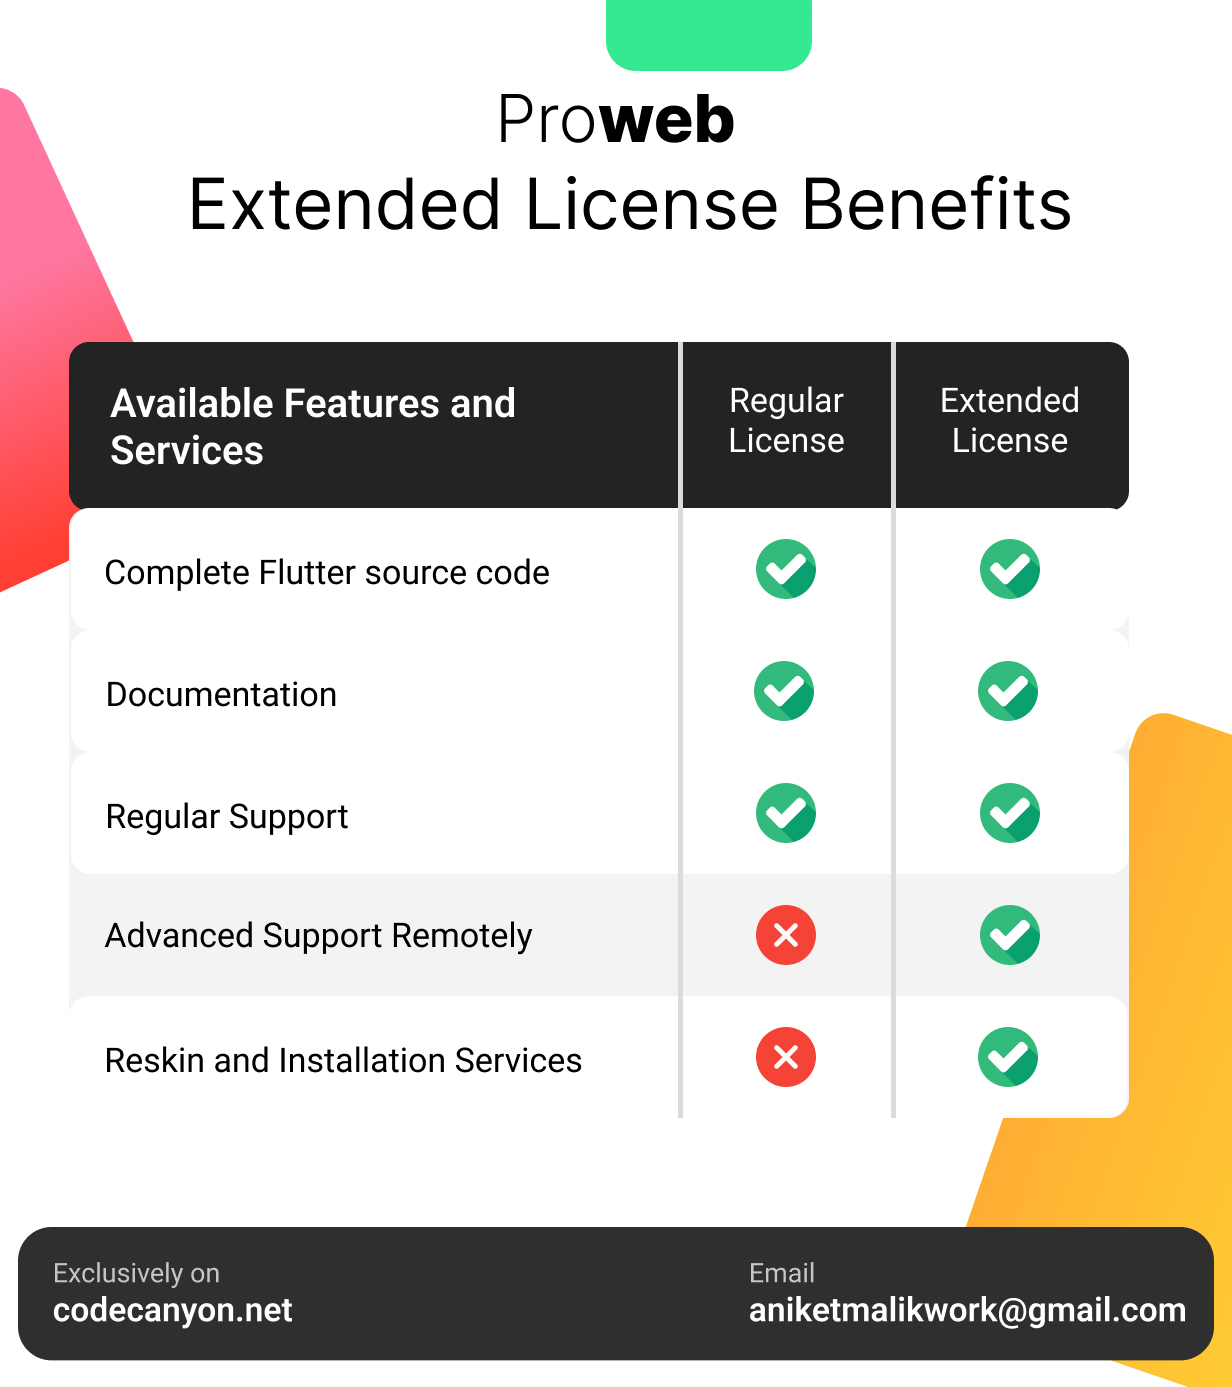 Proweb
Extended License Benefits
Available Features and
Services
Regular
License
Extended
License
Complete Flutter source code
Documentation
Regular Support
Advanced Support Remotely
Reskin and Installation Services
Exclusively on
codecanyon.net
Email
aniketmalikwork@gmail.com